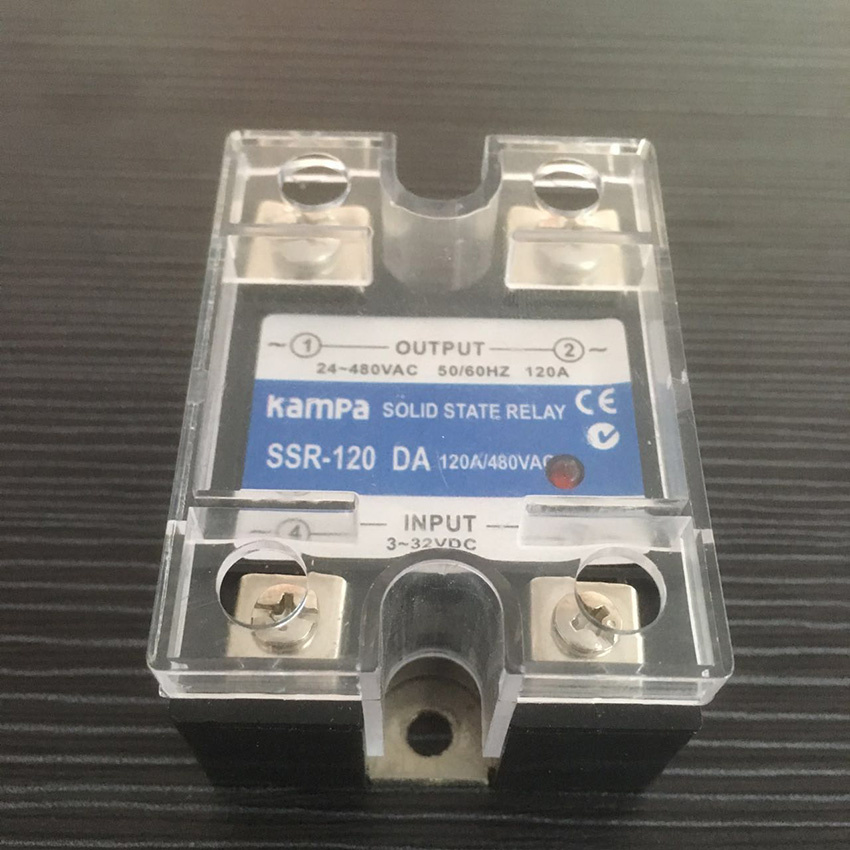 ~ 1 OUTPUT 2 ~
24~480VAC 50/60HZ 120A
Kampa SOLID STATE RELAY CE
SSR-120 DA 120A/480VAC
4 INPUT
3~32VDC